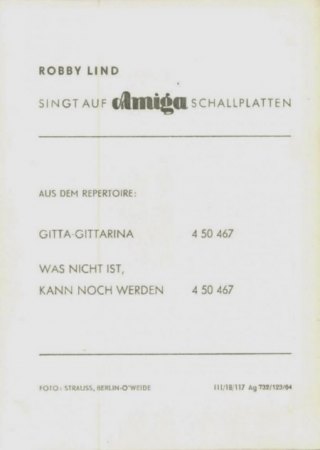 ROBBY LIND
SINGT AUF Amiga SCHALLPLATTEN
AUS DEM REPERTOIRE:
GITTA-GITTARINA 4 50 467
WAS NICHT IST,
KANN NOCH WERDEN 4 50 467
FOTO: STRAUSS, BERLIN-O'WEIDE III/18/117 Ag 732/123/64